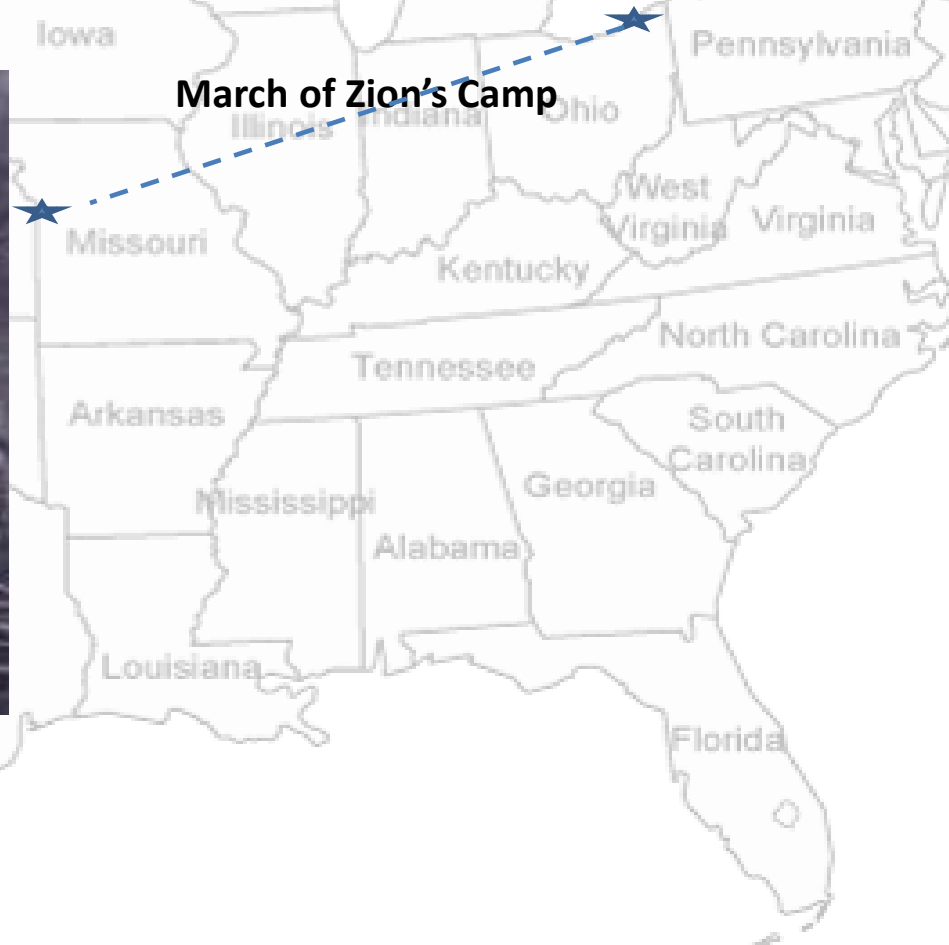 Iowa
Pennsylvania
March of Zion's Camp
Ohio
Indiana
Illinois
West
Virginia
Virginia
Missouri
Kentucky
North Carolina
Tennessee
Arkansas
South
Carolina
Georgia
Mississippi
Alabama
Louisiana
Florida